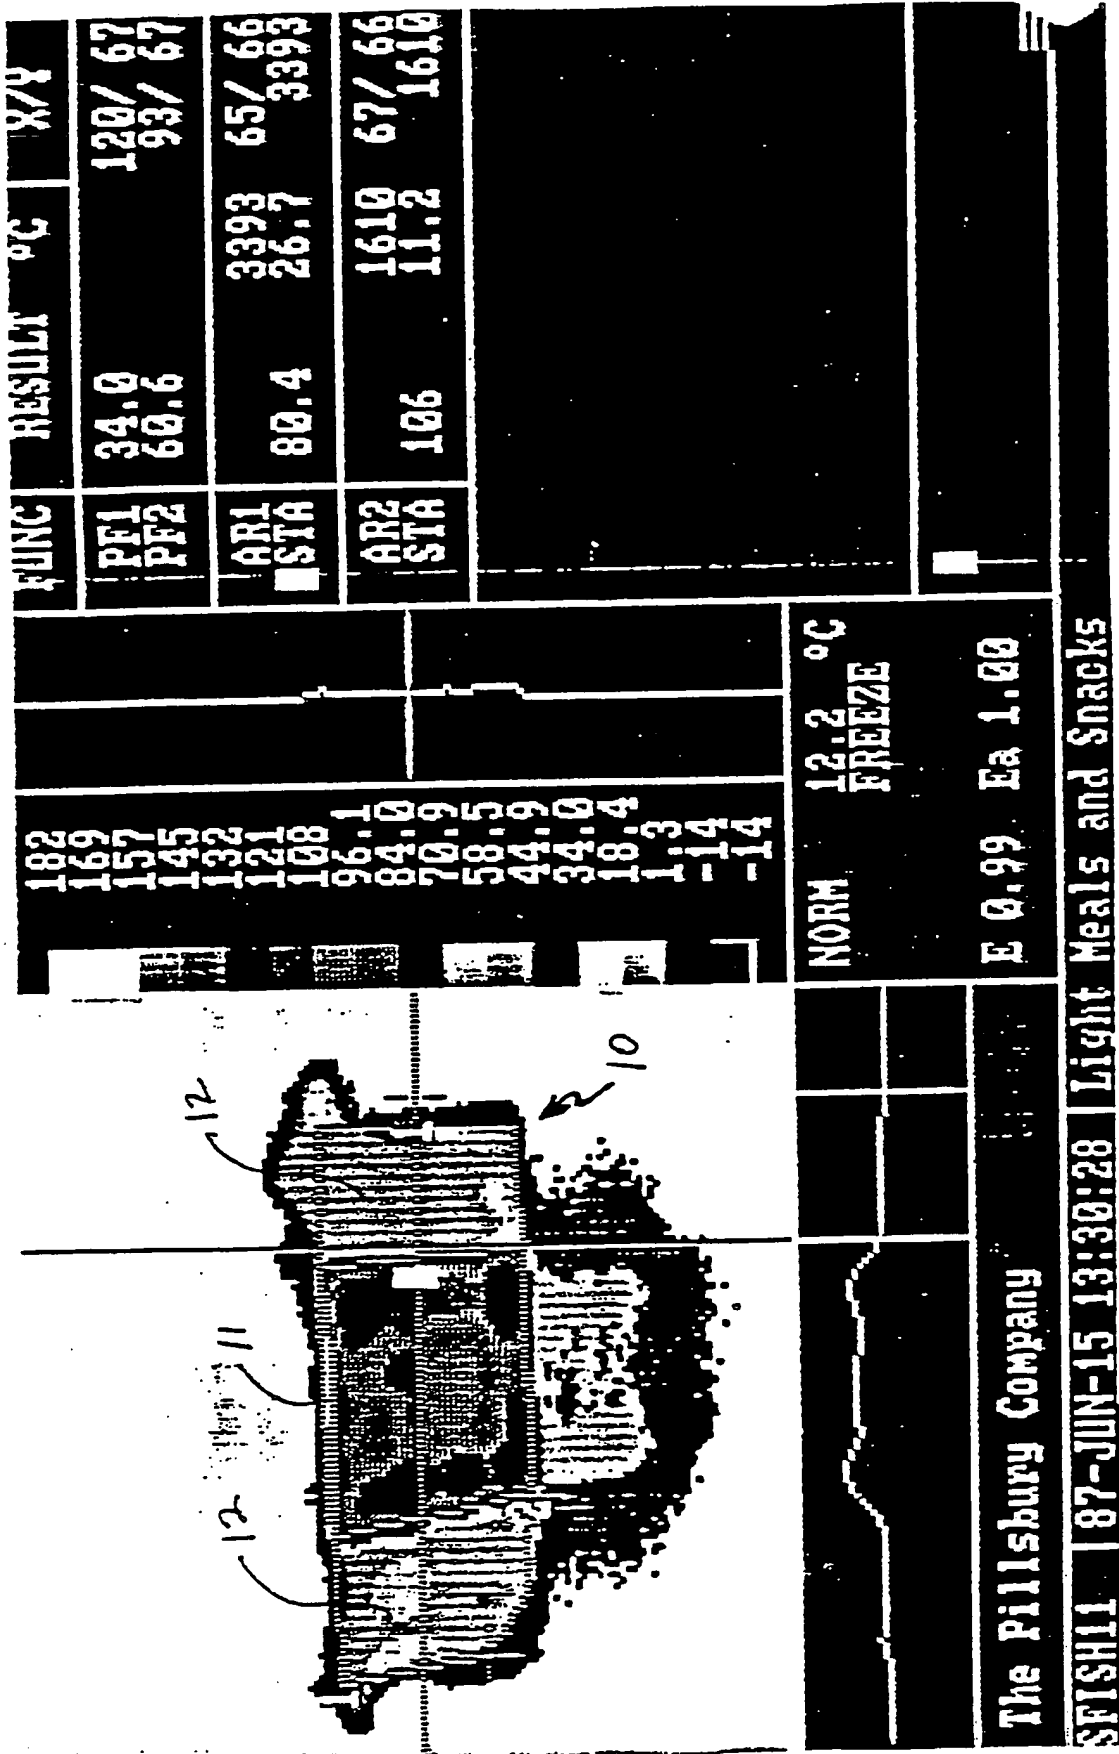 FUNC RESULT °C X/Y
PF1 34.0 120/ 67
PF2 60.6 93/ 67
AR1 3393 65/ 66
STA 80.4 26.7 3393
AR2 1610 67/ 66
STA 106 11.2 1610
182
169
157
145
132
121
108
96.1
84.0
70.9
58.5
44.9
34.0
18.4
1.3
-14
-14
12
11
12
10
NORM 12.2 °C
FREEZE
E 0.99 Ea 1.00
The Pillsbury Company
SFISH11 87-JUN-15 13:30:28 Light Meals and Snacks